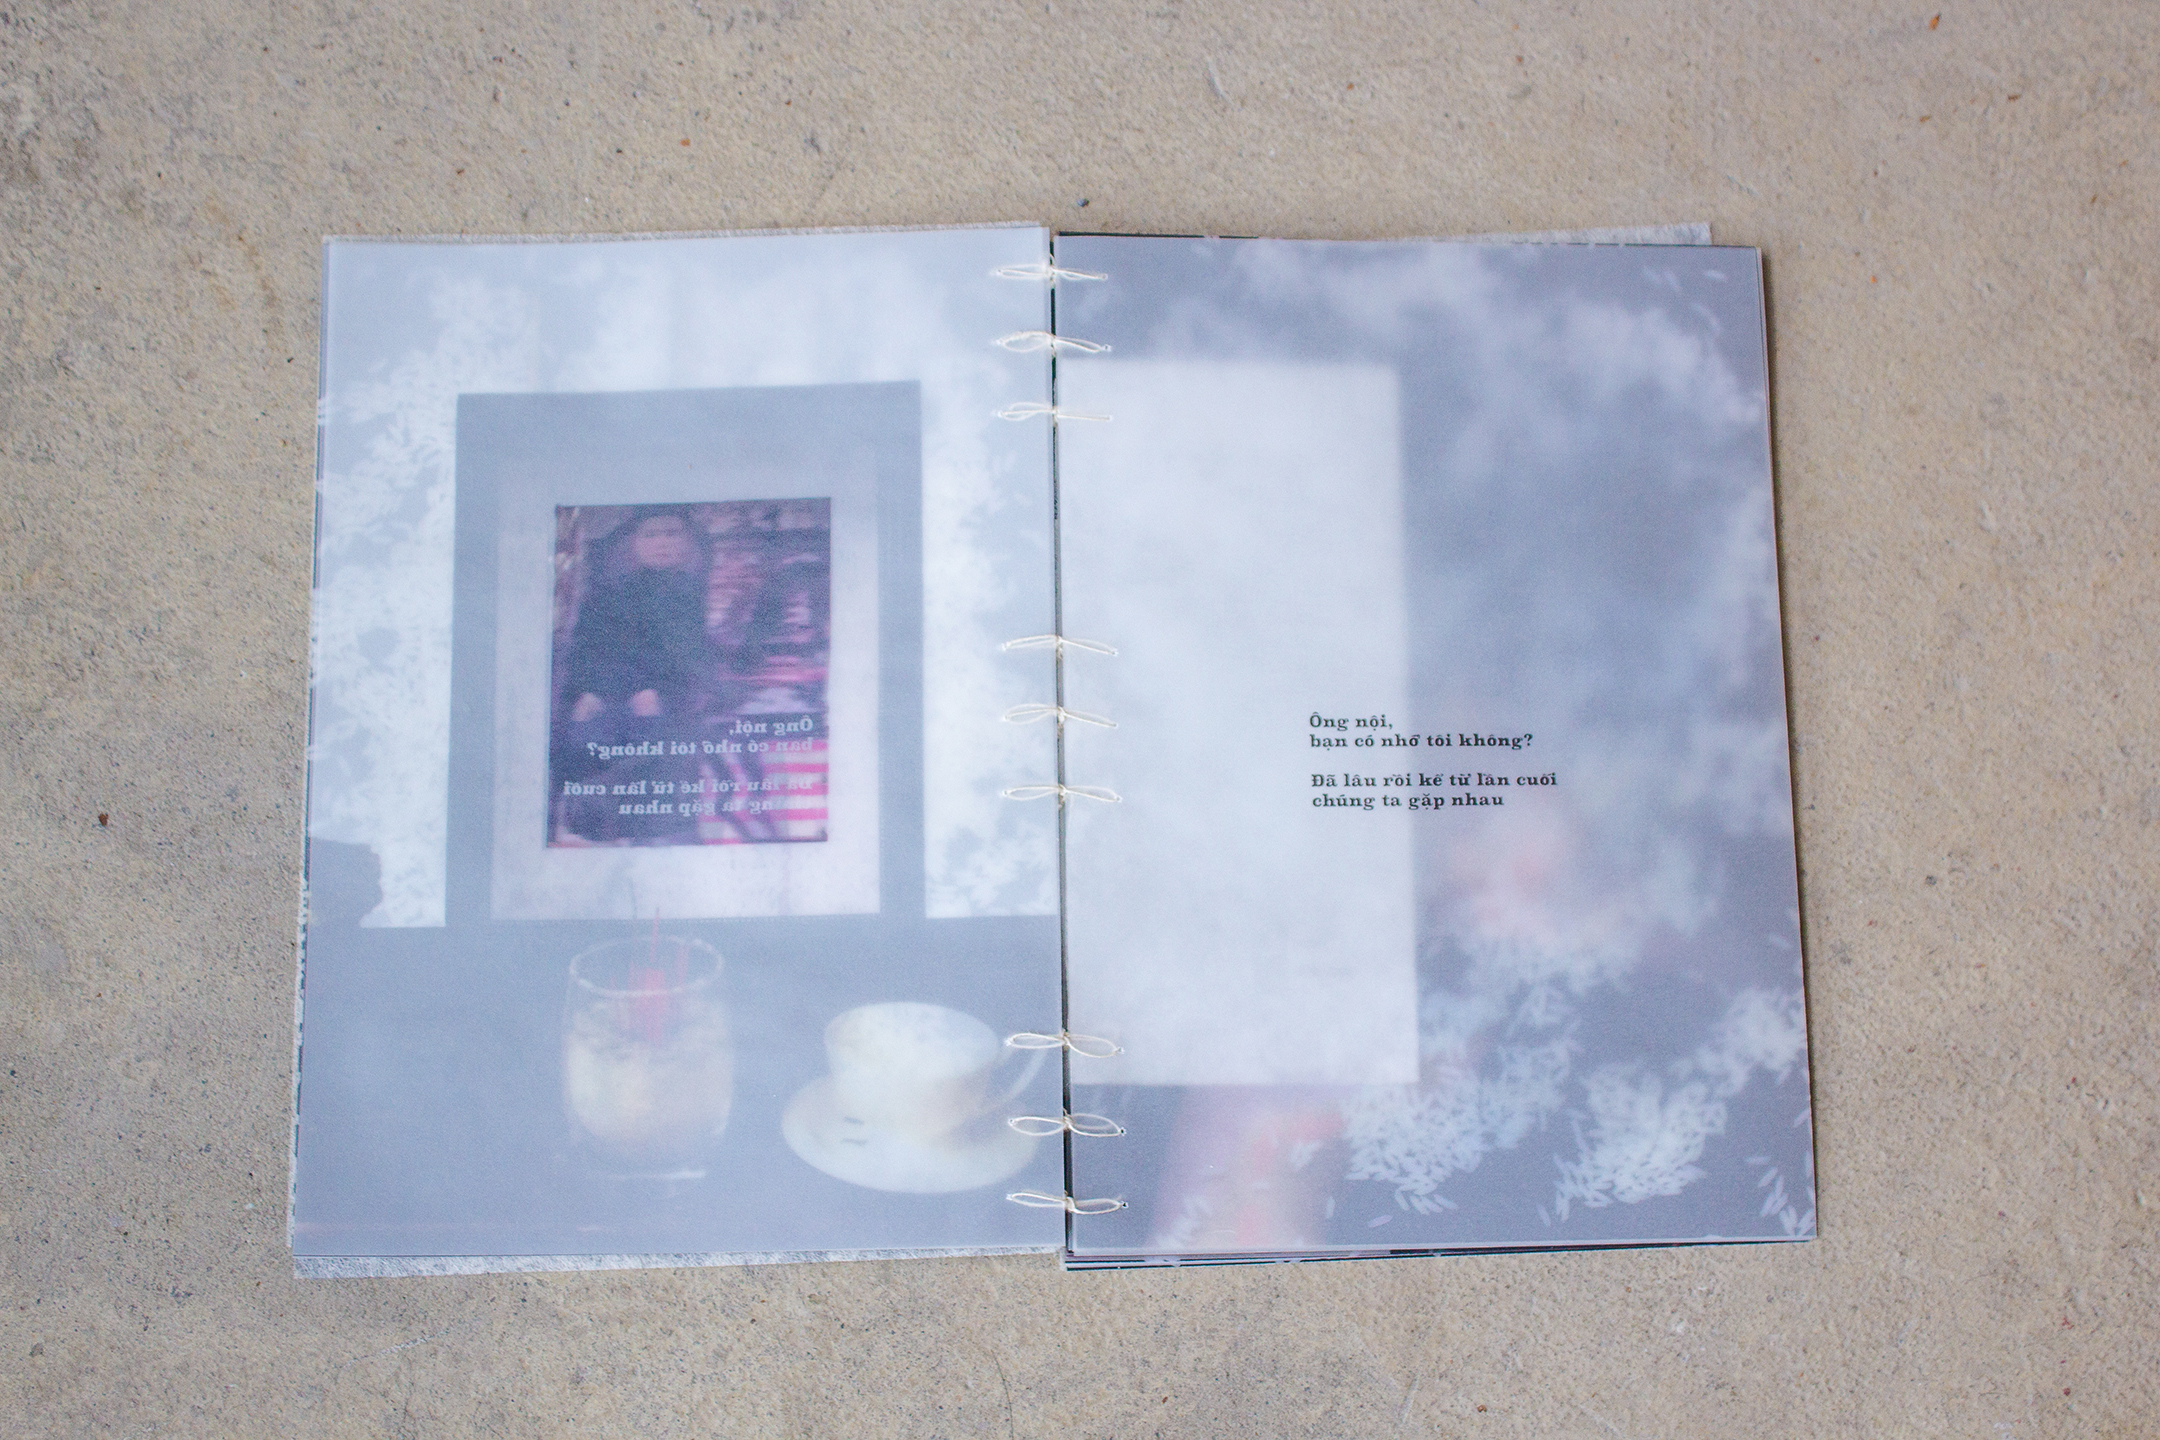 Ông nội,
bạn có nhớ tôi không?
Đã lâu rồi kể từ lần cuối
chúng ta gặp nhau
Ông nội,
bạn có nhớ tôi không?
Đã lâu rồi kể từ lần cuối
chúng ta gặp nhau